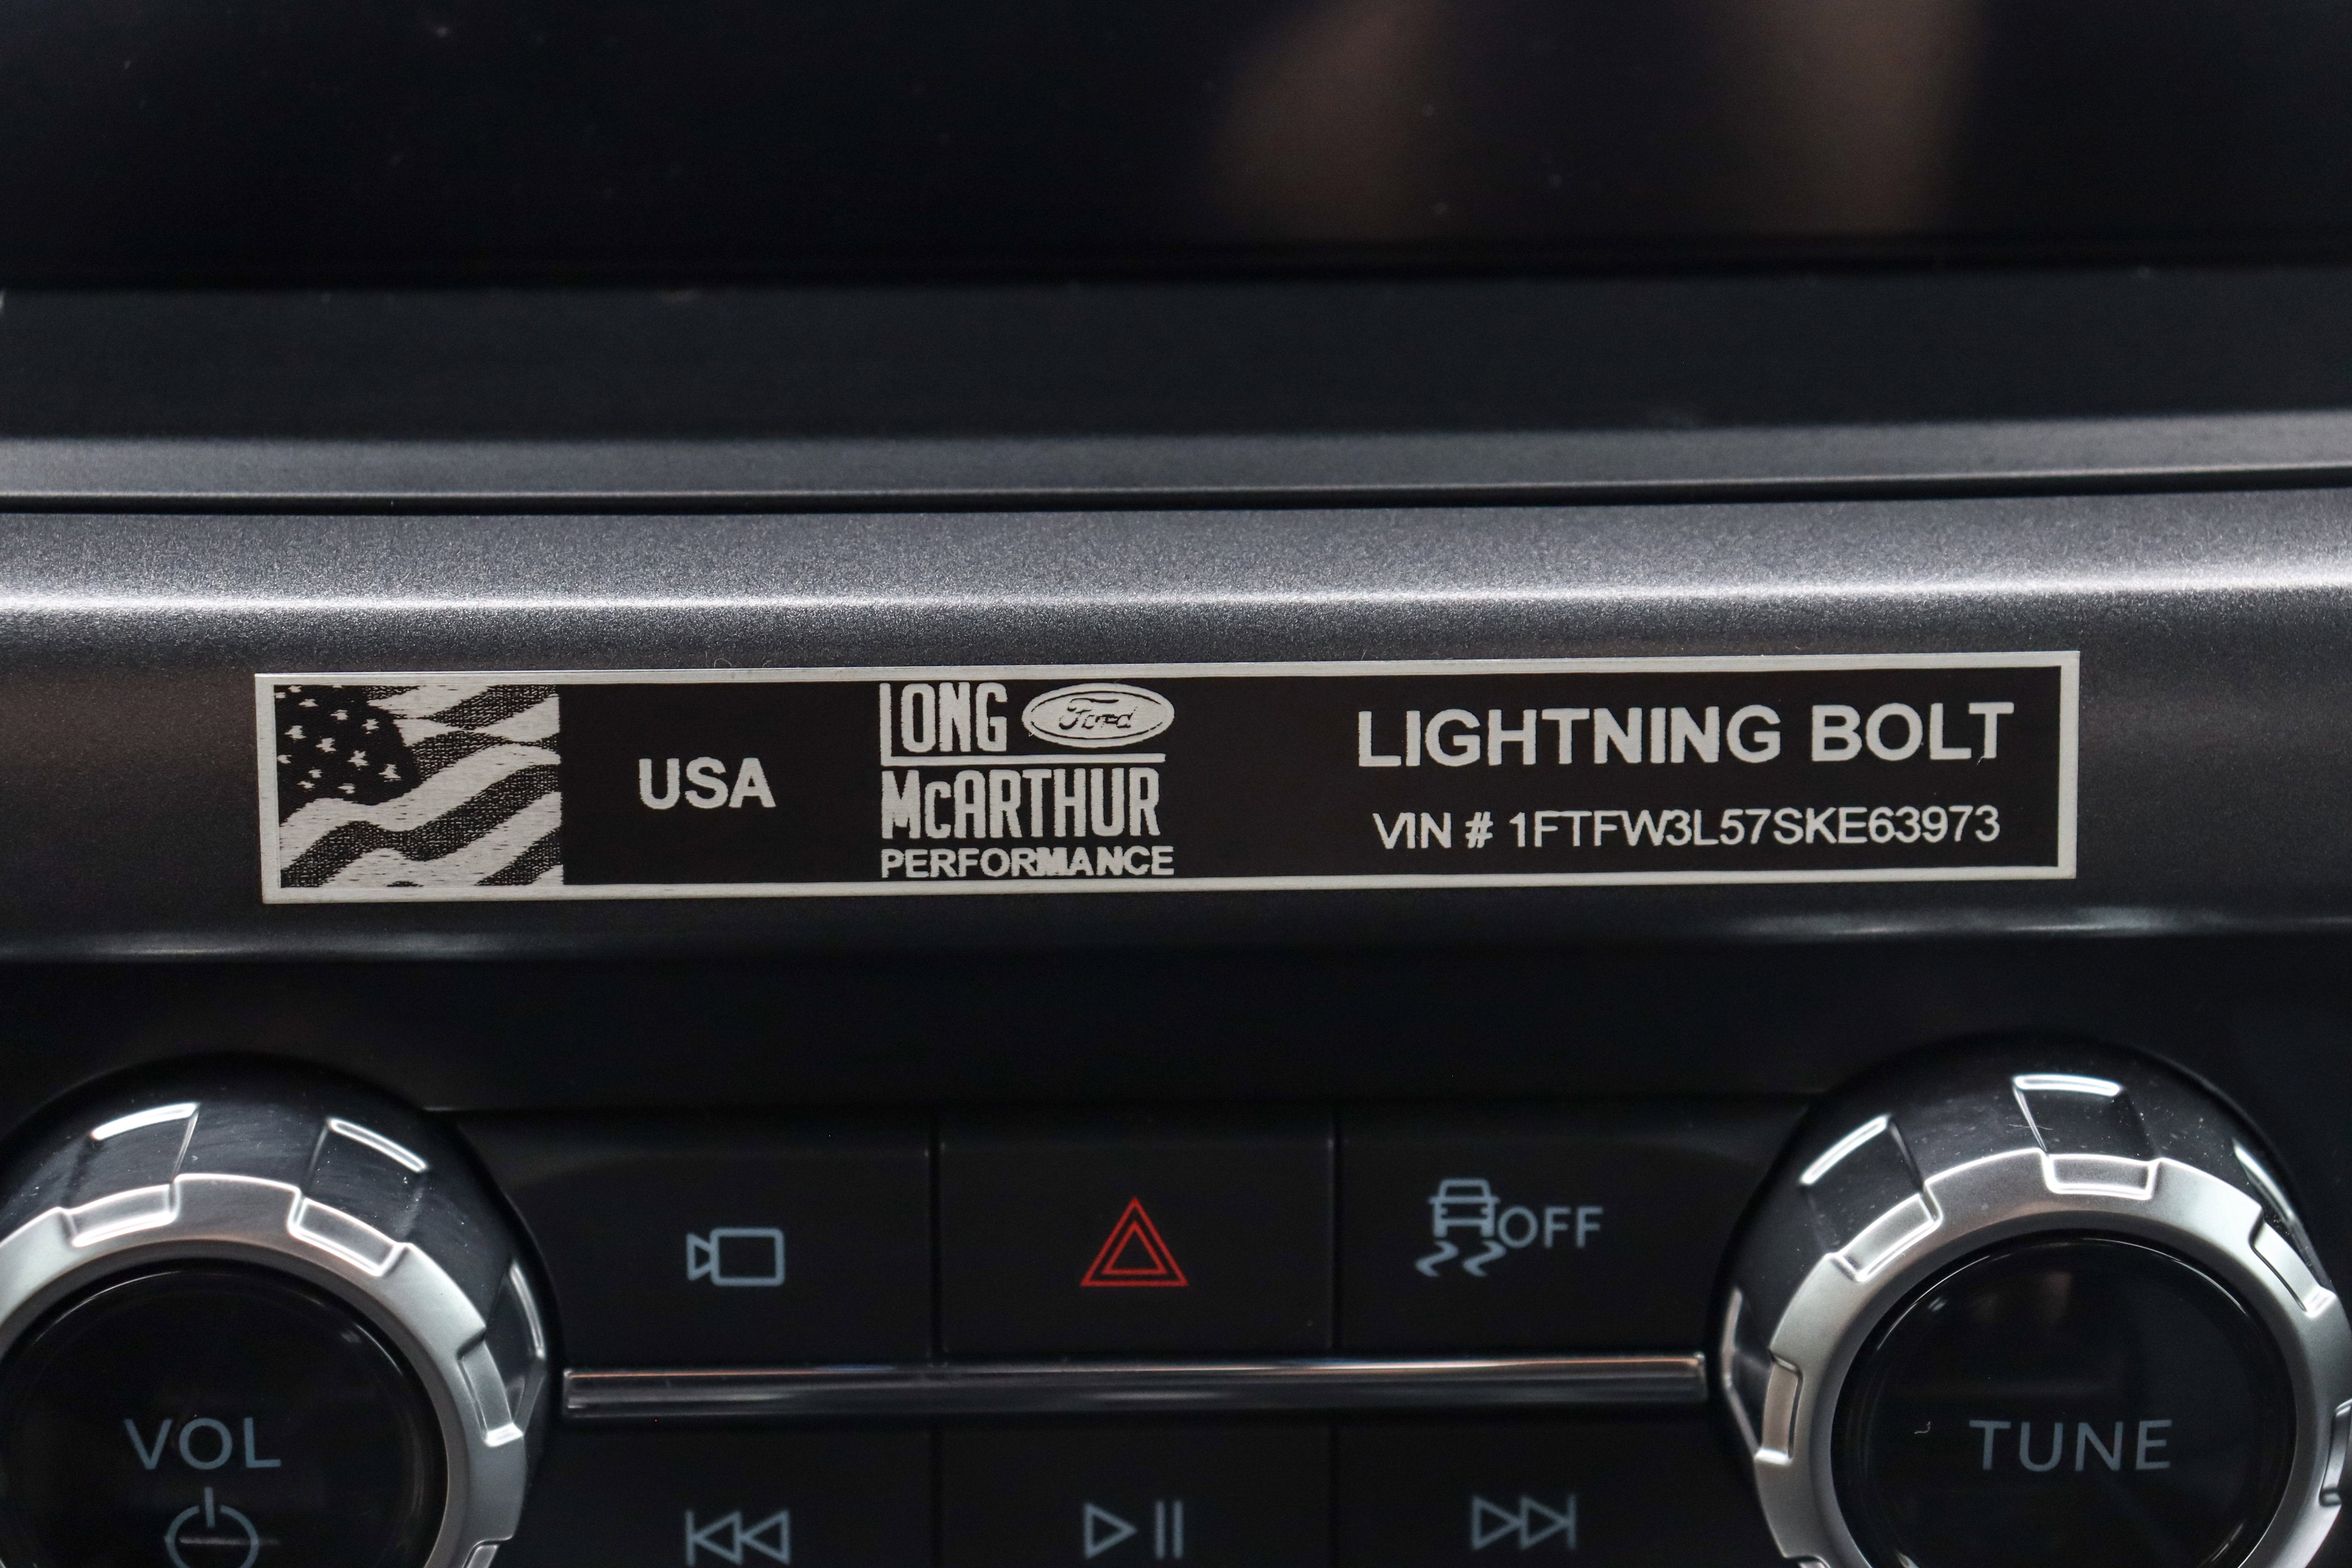 USA
LONG Ford
McARTHUR
PERFORMANCE
LIGHTNING BOLT
VIN # 1FTFW3L57SKE63973
OFF
VOL
TUNE